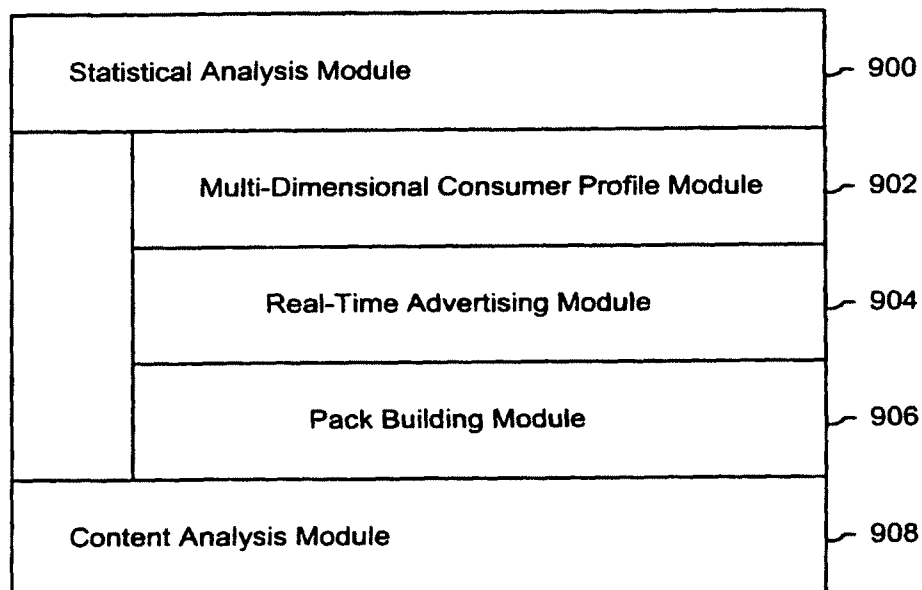 Statistical Analysis Module 900
Multi-Dimensional Consumer Profile Module 902
Real-Time Advertising Module 904
Pack Building Module 906
Content Analysis Module 908